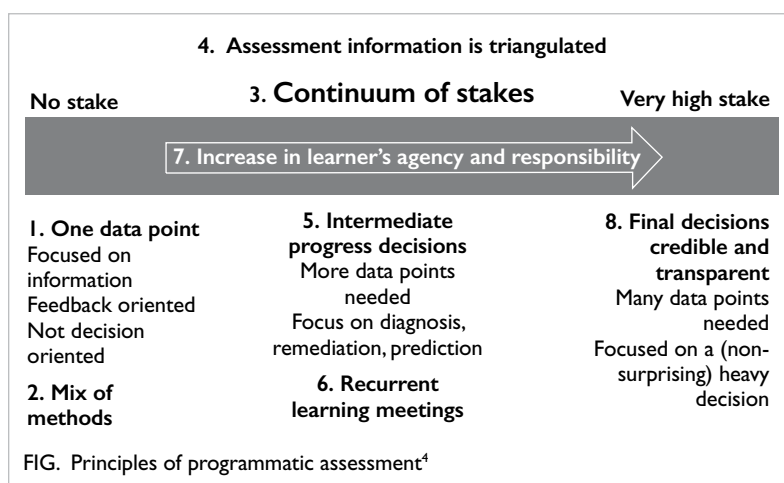 4. Assessment information is triangulated
No stake
3. Continuum of stakes
Very high stake
7. Increase in learner's agency and responsibility
1. One data point
Focused on
information
Feedback oriented
Not decision
oriented
2. Mix of
methods
5. Intermediate
progress decisions
More data points
needed
Focus on diagnosis,
remediation, prediction
6. Recurrent
learning meetings
8. Final decisions
credible and
transparent
Many data points
needed
Focused on a (non-
surprising) heavy
decision
FIG. Principles of programmatic assessment⁴